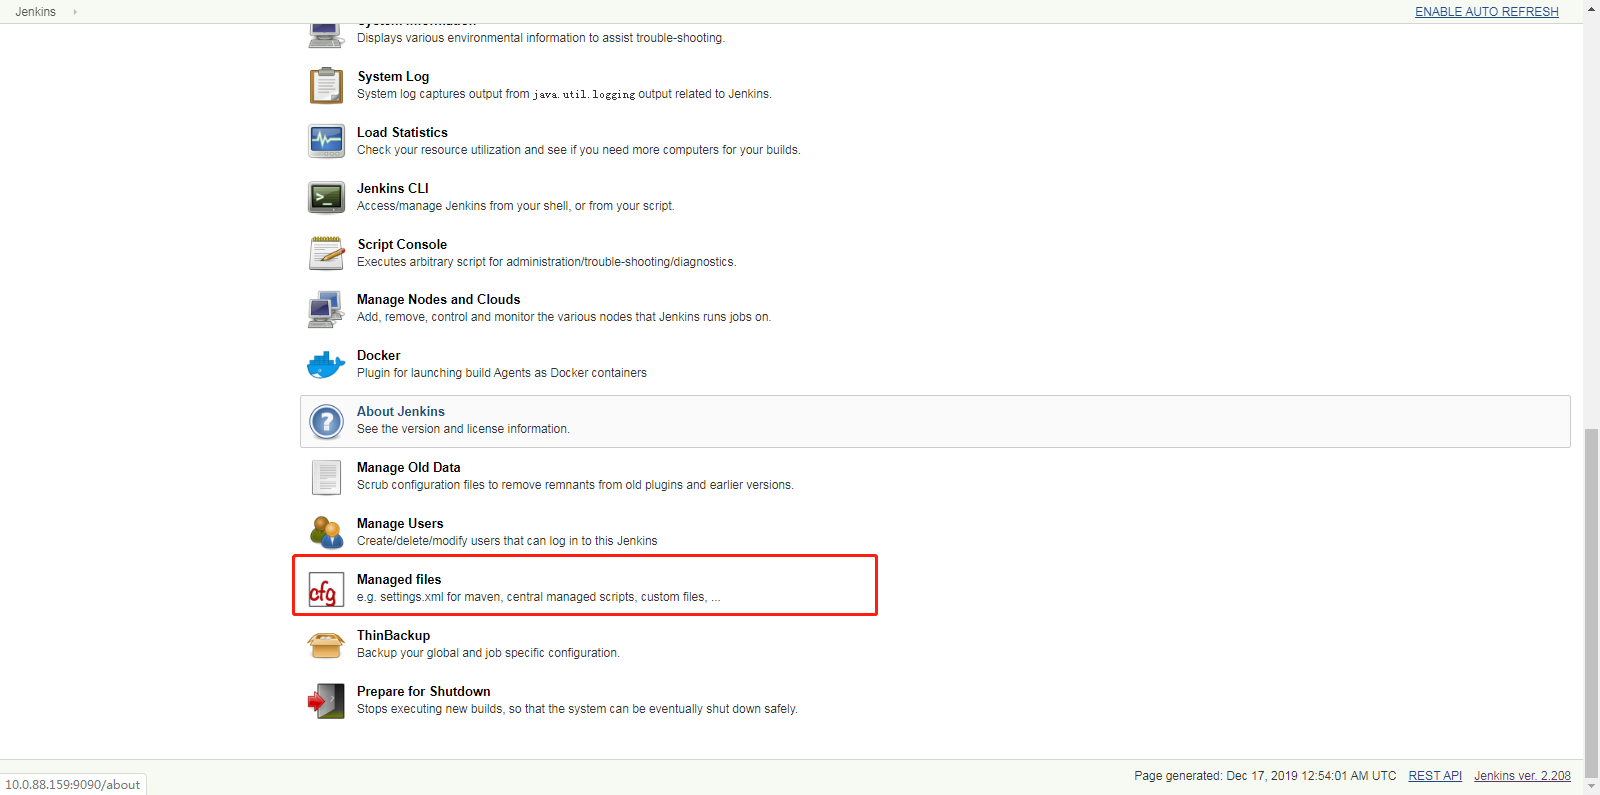 Jenkins
ENABLE AUTO REFRESH
System Information
Displays various environmental information to assist trouble-shooting.
System Log
System log captures output from java.util.logging output related to Jenkins.
Load Statistics
Check your resource utilization and see if you need more computers for your builds.
Jenkins CLI
Access/manage Jenkins from your shell, or from your script.
Script Console
Executes arbitrary script for administration/trouble-shooting/diagnostics.
Manage Nodes and Clouds
Add, remove, control and monitor the various nodes that Jenkins runs jobs on.
Docker
Plugin for launching build Agents as Docker containers
About Jenkins
See the version and license information.
Manage Old Data
Scrub configuration files to remove remnants from old plugins and earlier versions.
Manage Users
Create/delete/modify users that can log in to this Jenkins
cfg
Managed files
e.g. settings.xml for maven, central managed scripts, custom files, ...
ThinBackup
Backup your global and job specific configuration.
Prepare for Shutdown
Stops executing new builds, so that the system can be eventually shut down safely.
Page generated: Dec 17, 2019 12:54:01 AM UTC REST API Jenkins ver. 2.208
10.0.88.159:9090/about